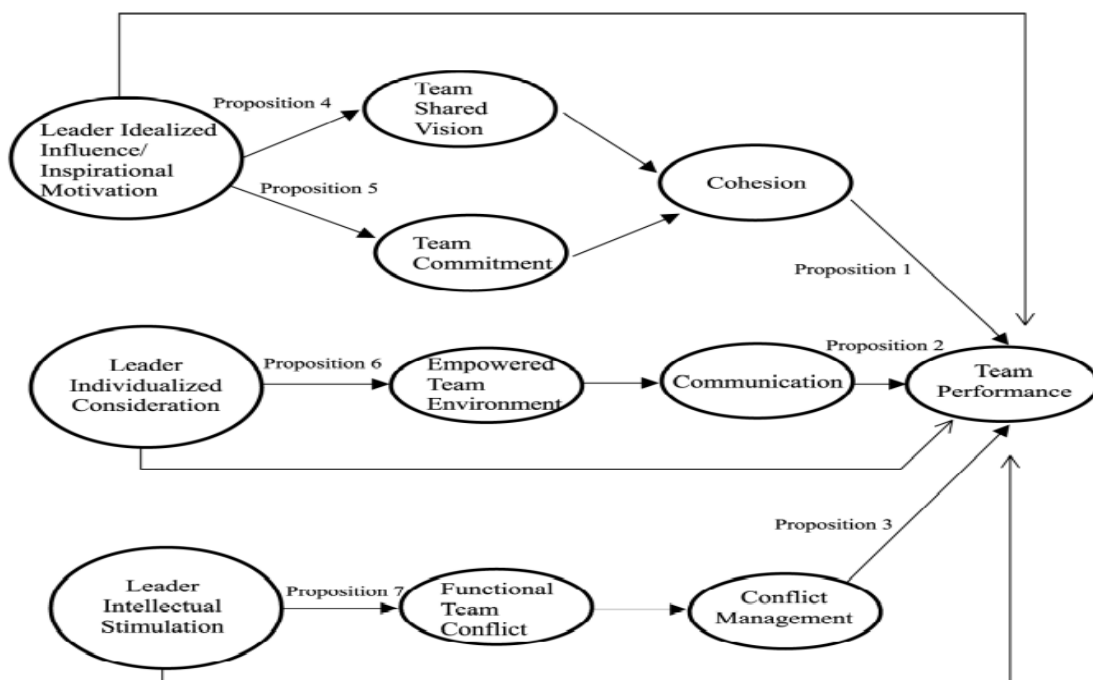 Proposition 4
Team
Shared
Vision
Leader Idealized
Influence/
Inspirational
Motivation
Proposition 5
Cohesion
Team
Commitment
Proposition 1
Leader
Individualized
Consideration
Proposition 6
Empowered
Team
Environment
Communication
Proposition 2
Team
Performance
Proposition 3
Leader
Intellectual
Stimulation
Proposition 7
Functional
Team
Conflict
Conflict
Management